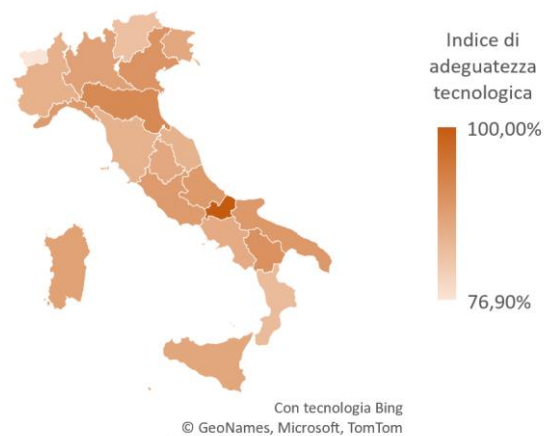 Indice di
adeguatezza
tecnologica
100,00%
76,90%
Con tecnologia Bing
© GeoNames, Microsoft, TomTom